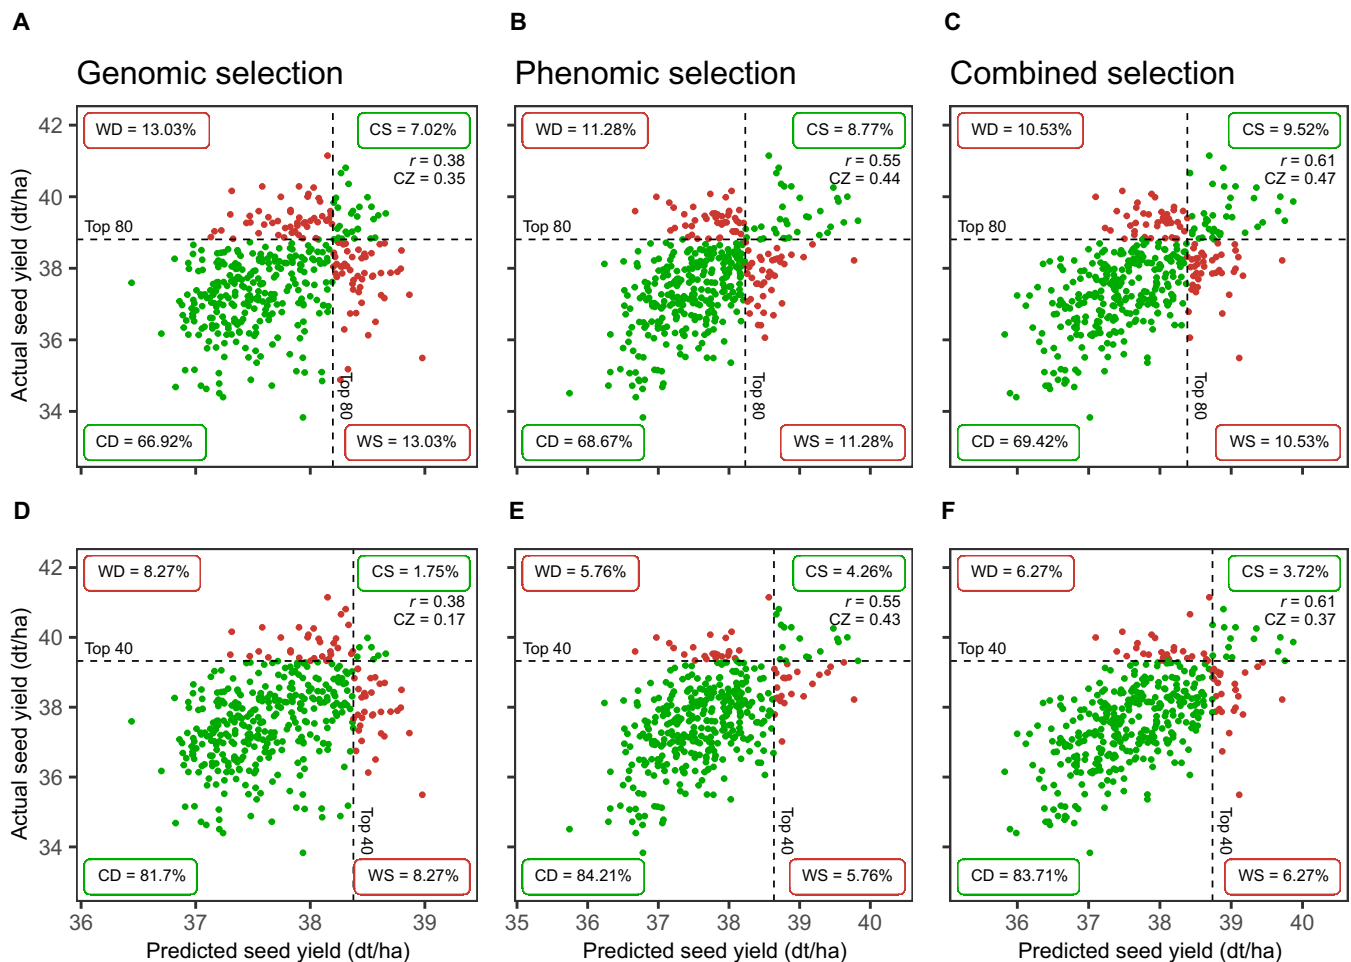 A
B
C
Genomic selection
Phenomic selection
Combined selection
WD = 13.03%
CS = 7.02%
r = 0.38
CZ = 0.35
Top 80
Top 80
CD = 66.92%
WS = 13.03%
WD = 11.28%
CS = 8.77%
r = 0.55
CZ = 0.44
Top 80
Top 80
CD = 68.67%
WS = 11.28%
WD = 10.53%
CS = 9.52%
r = 0.61
CZ = 0.47
Top 80
Top 80
CD = 69.42%
WS = 10.53%
Actual seed yield (dt/ha)
42
40
38
36
34
36
37
38
39
D
E
F
WD = 8.27%
CS = 1.75%
r = 0.38
CZ = 0.17
Top 40
Top 40
CD = 81.7%
WS = 8.27%
WD = 5.76%
CS = 4.26%
r = 0.55
CZ = 0.43
Top 40
Top 40
CD = 84.21%
WS = 5.76%
WD = 6.27%
CS = 3.72%
r = 0.61
CZ = 0.37
Top 40
Top 40
CD = 83.71%
WS = 6.27%
Actual seed yield (dt/ha)
42
40
38
36
34
36 37 38 39
35 36 37 38 39 40
36 37 38 39 40
Predicted seed yield (dt/ha)
Predicted seed yield (dt/ha)
Predicted seed yield (dt/ha)